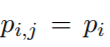 p_{i,j} = p_i